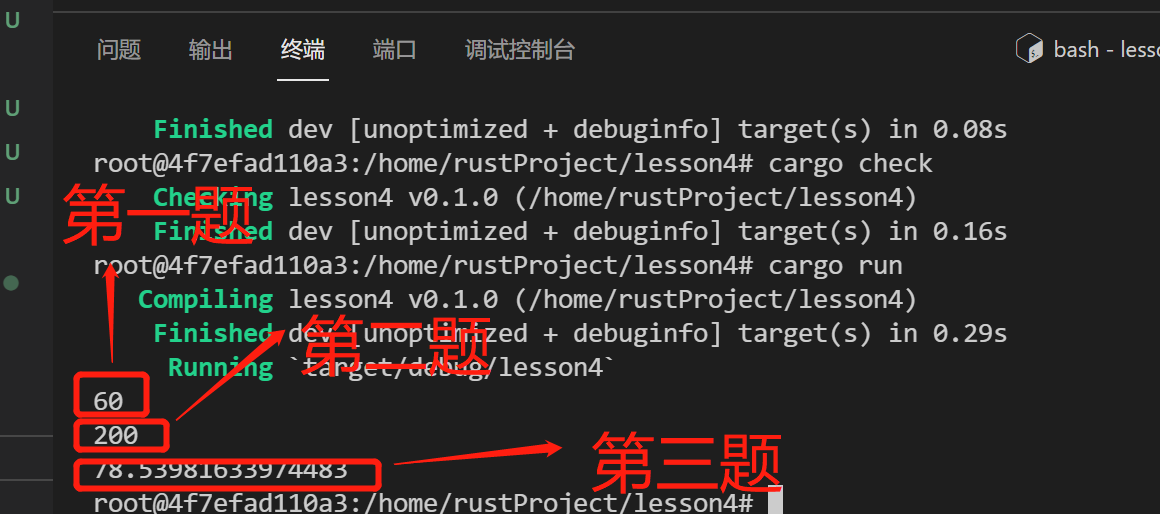 U
问题 输出 终端 端口 调试控制台 bash - lesso
Finished dev [unoptimized + debuginfo] target(s) in 0.08s
U
root@4f7efad110a3:/home/rustProject/lesson4# cargo check
U
Checking lesson4 v0.1.0 (/home/rustProject/lesson4)
U
第一题
Finished dev [unoptimized + debuginfo] target(s) in 0.16s
root@4f7efad110a3:/home/rustProject/lesson4# cargo run
Compiling lesson4 v0.1.0 (/home/rustProject/lesson4)
Finished dev [unoptimized + debuginfo] target(s) in 0.29s
第二题
Running `target/debug/lesson4`
60
200
78.53981633974483
第三题
root@4f7efad110a3:/home/rustProject/lesson4#